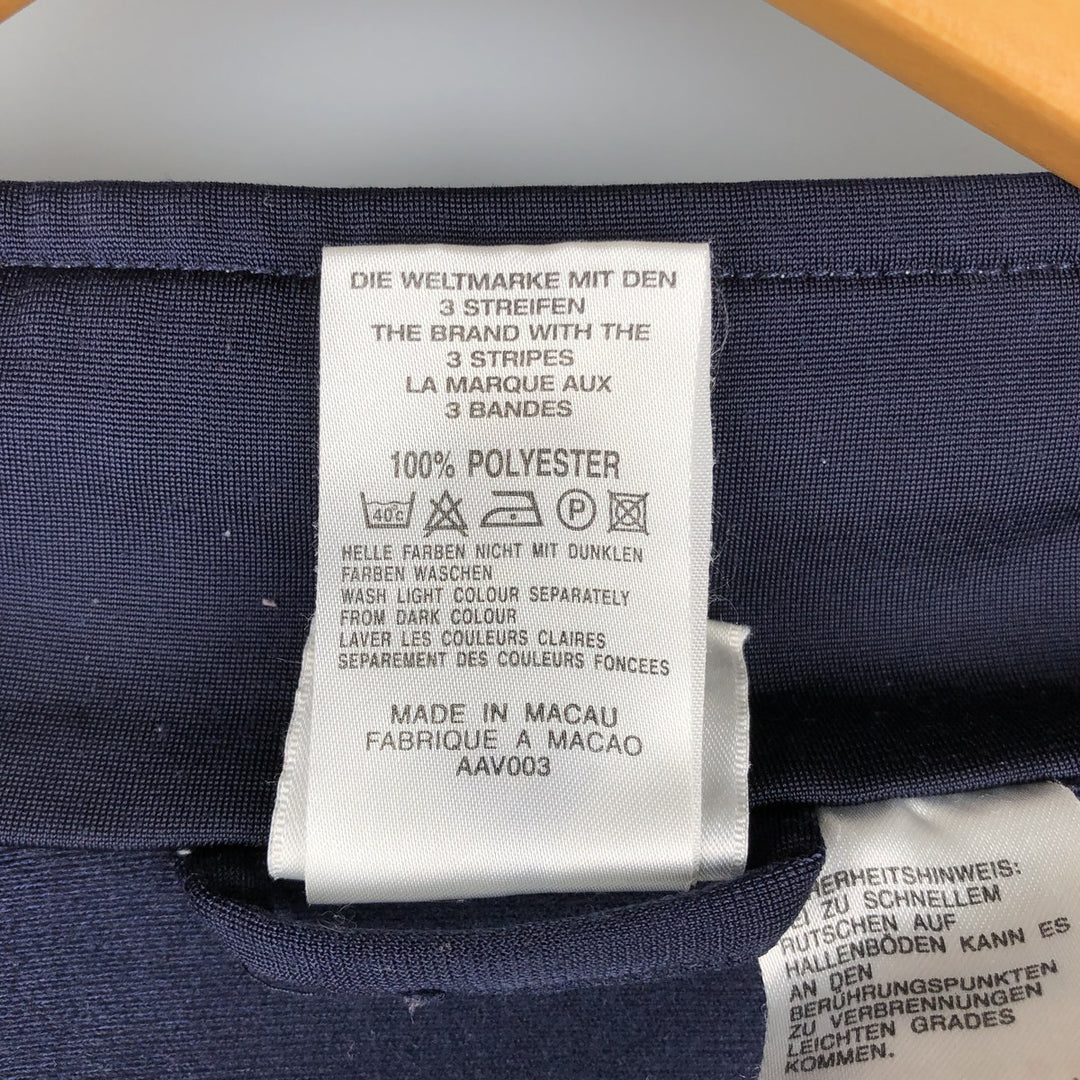 DIE WELTMARKE MIT DEN
3 STREIFEN
THE BRAND WITH THE
3 STRIPES
LA MARQUE AUX
3 BANDES
100% POLYESTER
40c P
HELLE FARBEN NICHT MIT DUNKLEN
FARBEN WASCHEN
WASH LIGHT COLOUR SEPARATELY
FROM DARK COLOUR
LAVER LES COULEURS CLAIRES
SEPAREMENT DES COULEURS FONCEES
MADE IN MACAU
FABRIQUE A MACAO
AAV003
HERHEITSHINWEIS:
ZU SCHNELLEM
RUTSCHEN AUF
HALLENBÖDEN KANN ES
AN DEN
BERÜHRUNGSPUNKTEN
ZU VERBRENNUNGEN
LEICHTEN GRADES
KOMMEN.